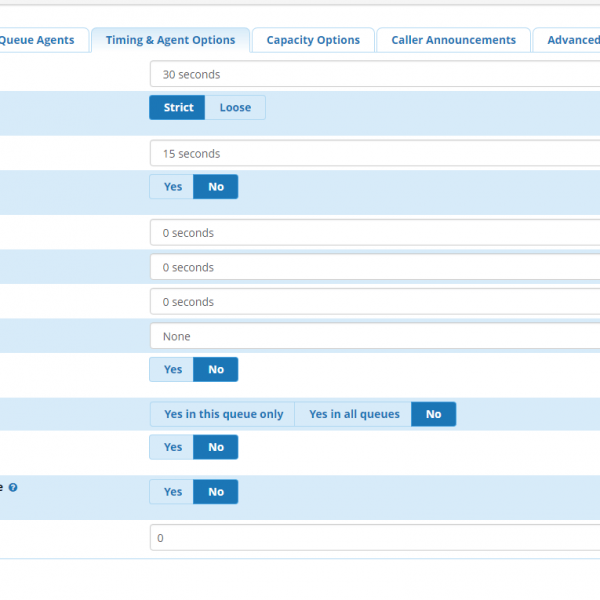 Queue Agents Timing & Agent Options Capacity Options Caller Announcements Advanced
30 seconds
Strict Loose
15 seconds
Yes No
0 seconds
0 seconds
0 seconds
None
Yes No
Yes in this queue only Yes in all queues No
Yes No
e Yes No
0